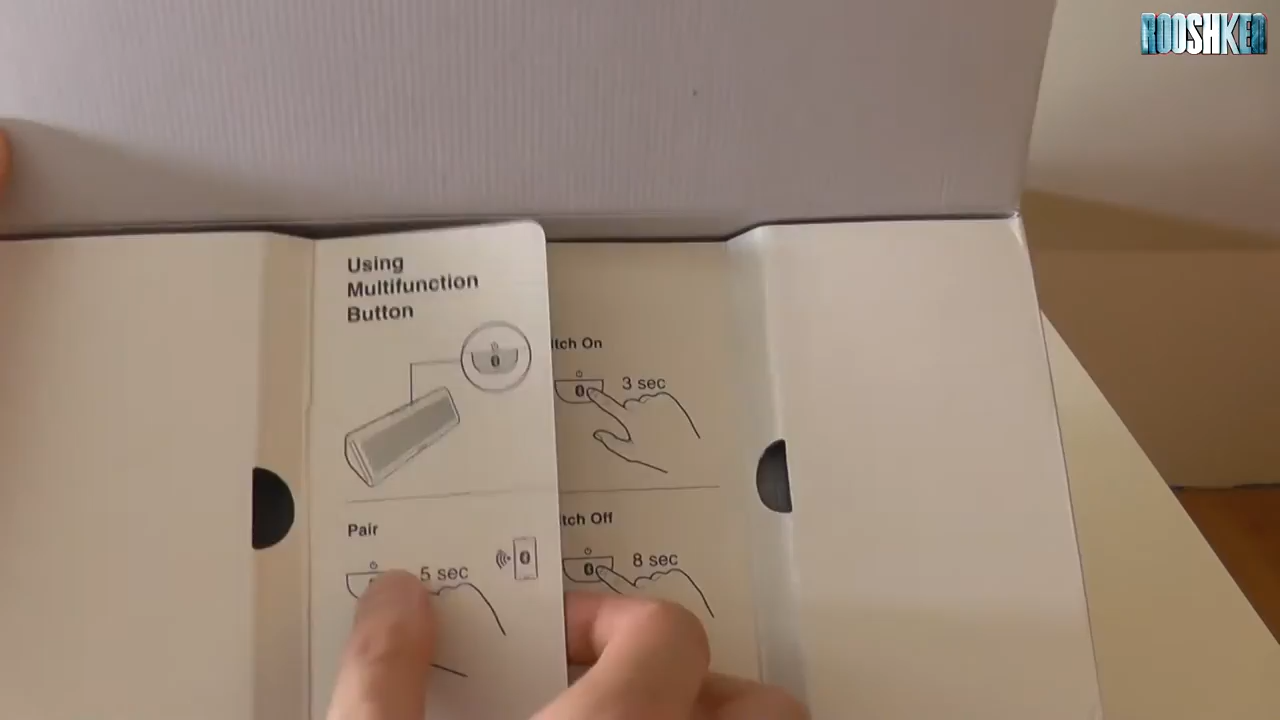 ROOSHKER
Using
Multifunction
Button
Pair
5 sec
itch On
3 sec
itch Off
8 sec